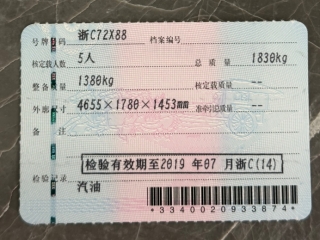 号牌号码 浙C72X88 档案编号
核定载人数 5人 总质量 1830kg
整备质量 1380kg 核定载质量 --
外廓尺寸 4655×1780×1453mm 准牵引总质量 --
备注
检验有效期至2019 年07 月浙C(14)
检验记录
汽油
*3340020933874*